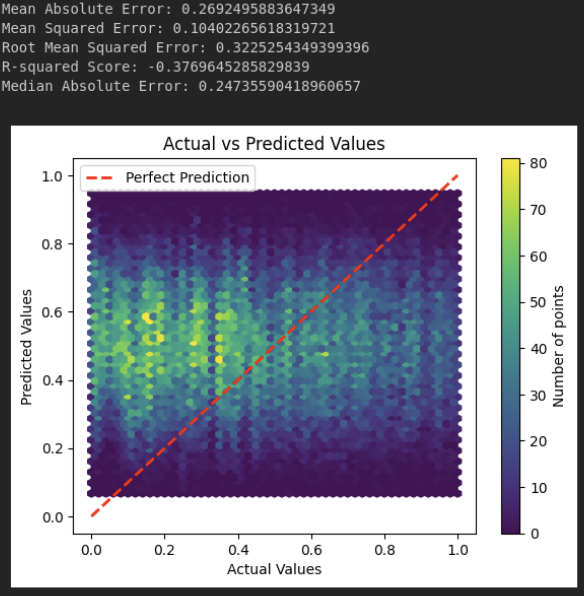 Mean Absolute Error: 0.2692495883647349
Mean Squared Error: 0.10402265618319721
Root Mean Squared Error: 0.3225254349399396
R-squared Score: -0.3769645285829839
Median Absolute Error: 0.24735590418960657
Actual vs Predicted Values
Perfect Prediction
1.0
0.8
0.6
0.4
0.2
0.0
Predicted Values
0.0 0.2 0.4 0.6 0.8 1.0
Actual Values
80
70
60
50
40
30
20
10
0
Number of points